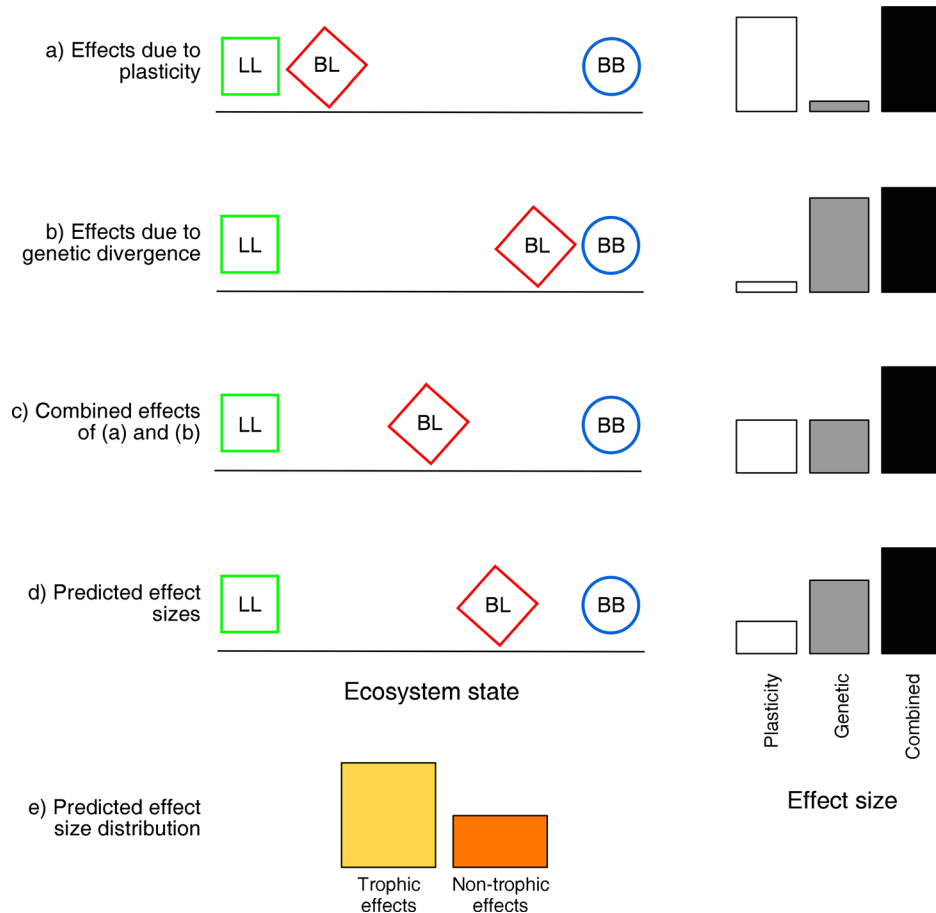 a) Effects due to
plasticity
LL
BL
BB
b) Effects due to
genetic divergence
LL
BL
BB
c) Combined effects
of (a) and (b)
LL
BL
BB
d) Predicted effect
sizes
LL
BL
BB
Ecosystem state
Plasticity
Genetic
Combined
Effect size
e) Predicted effect
size distribution
Trophic
effects
Non-trophic
effects